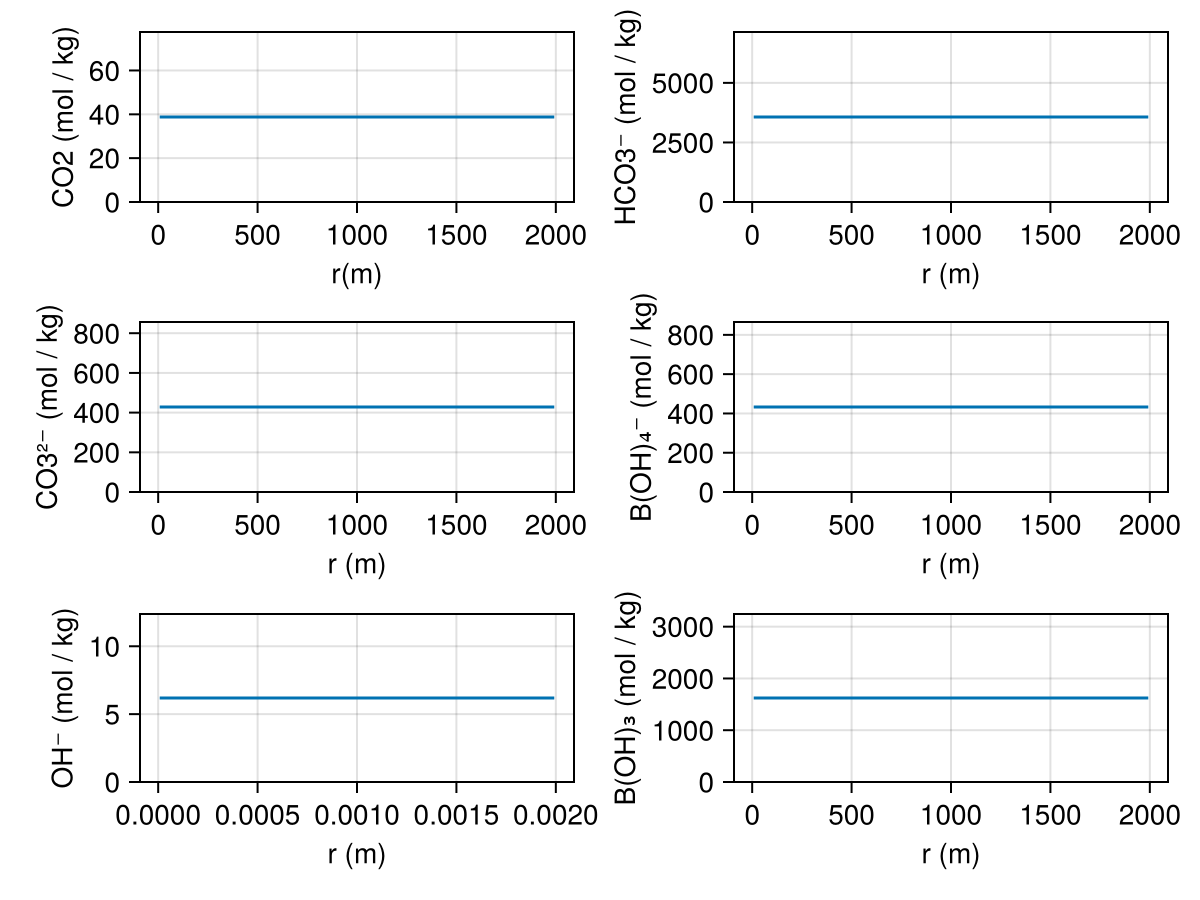 CO2 (mol / kg)
60
40
20
0
0 500 1000 1500 2000
r(m)
HCO3⁻ (mol / kg)
5000
2500
0
0 500 1000 1500 2000
r (m)
CO3²⁻ (mol / kg)
800
600
400
200
0
0 500 1000 1500 2000
r (m)
B(OH)₄⁻ (mol / kg)
800
600
400
200
0
0 500 1000 1500 2000
r (m)
OH⁻ (mol / kg)
10
5
0
0.0000 0.0005 0.0010 0.0015 0.0020
r (m)
B(OH)₃ (mol / kg)
3000
2000
1000
0
0 500 1000 1500 2000
r (m)